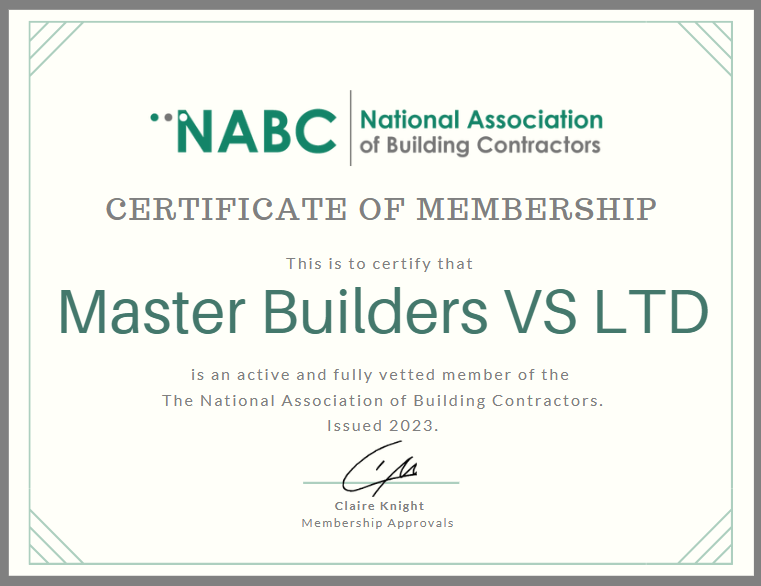 NABC
National Association
of Building Contractors
CERTIFICATE OF MEMBERSHIP
This is to certify that
Master Builders VS LTD
is an active and fully vetted member of the
The National Association of Building Contractors.
Issued 2023.
Claire Knight
Membership Approvals